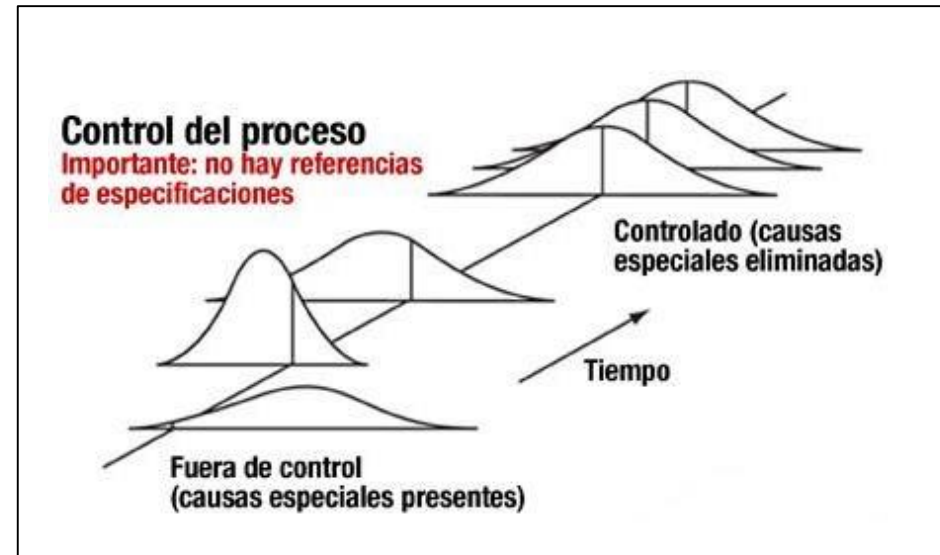 Control del proceso
Importante: no hay referencias
de especificaciones
Controlado (causas
especiales eliminadas)
Tiempo
Fuera de control
(causas especiales presentes)